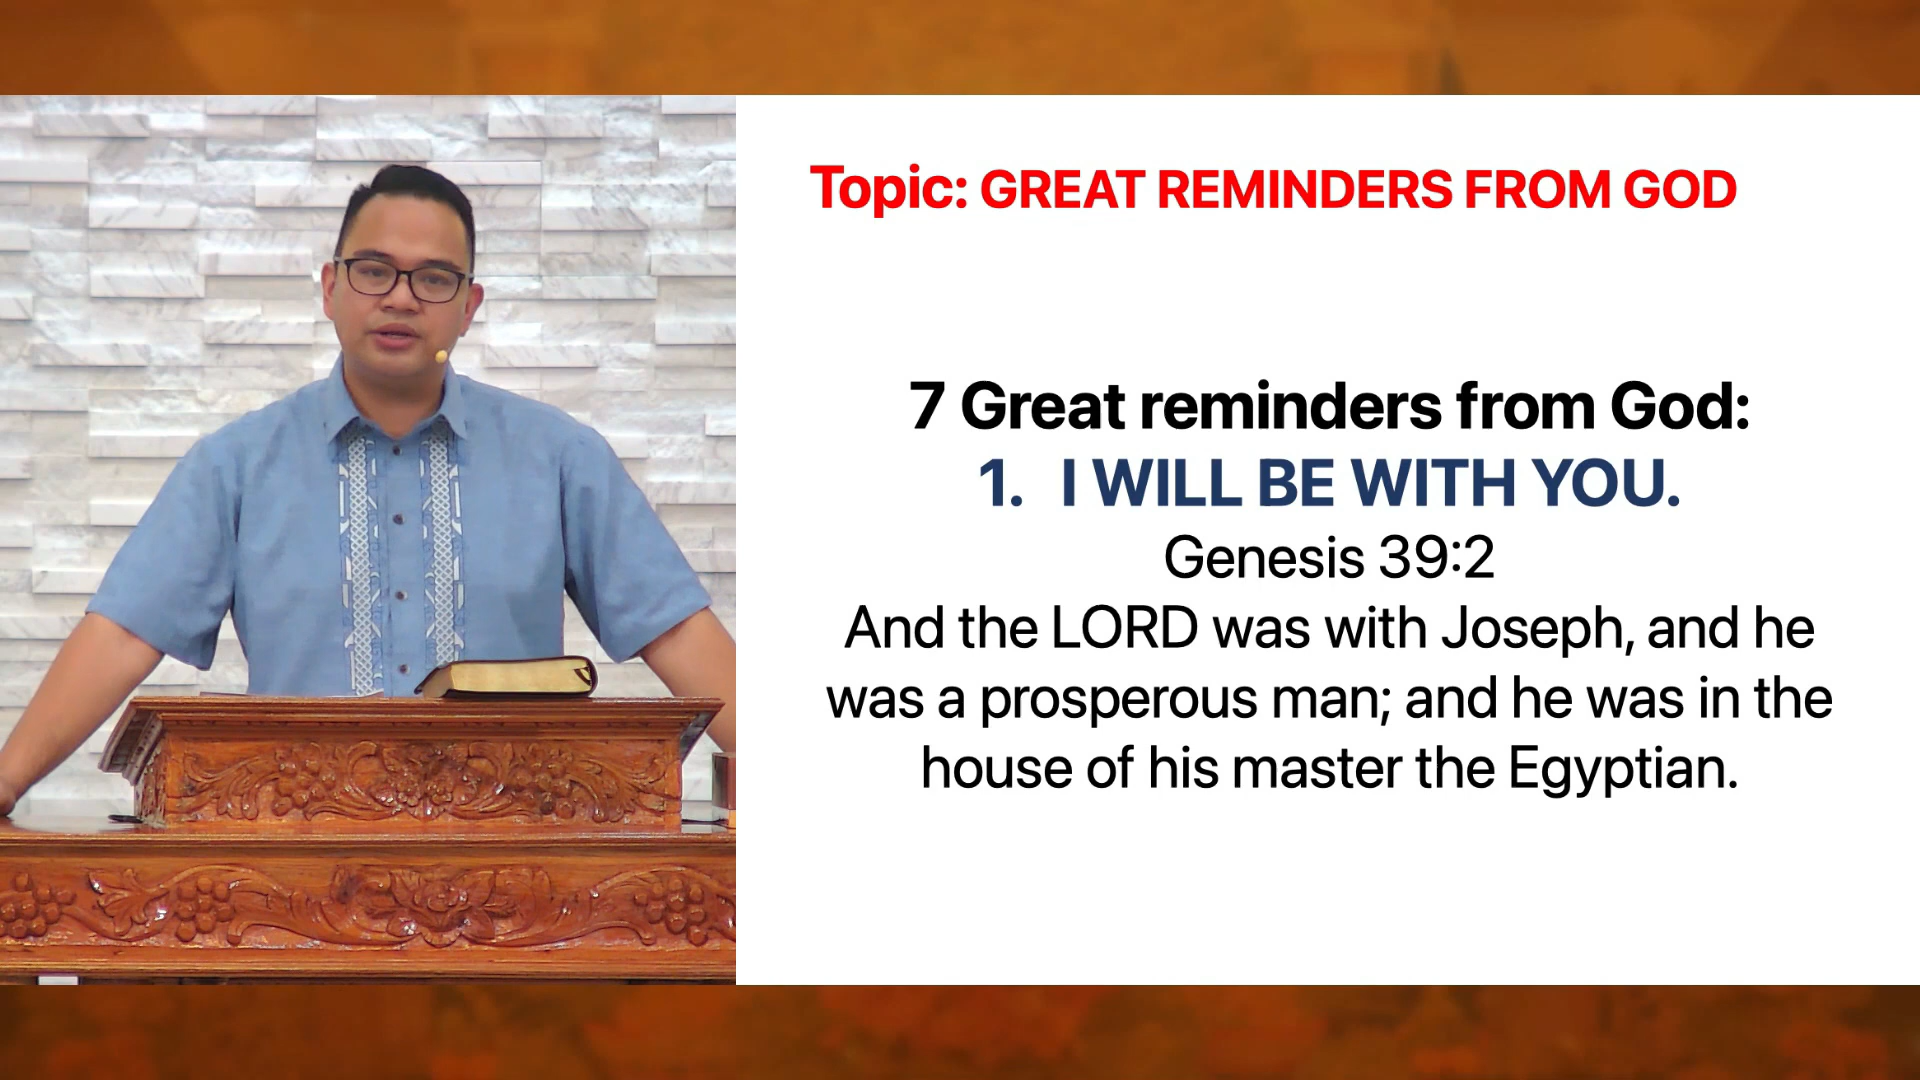 Topic: GREAT REMINDERS FROM GOD
7 Great reminders from God:
1. I WILL BE WITH YOU.
Genesis 39:2
And the LORD was with Joseph, and he
was a prosperous man; and he was in the
house of his master the Egyptian.